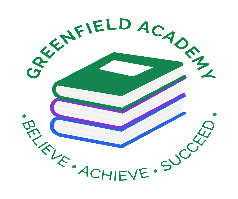 GREENFIELD ACADEMY
• BELIEVE • ACHIEVE • SUCCEED •